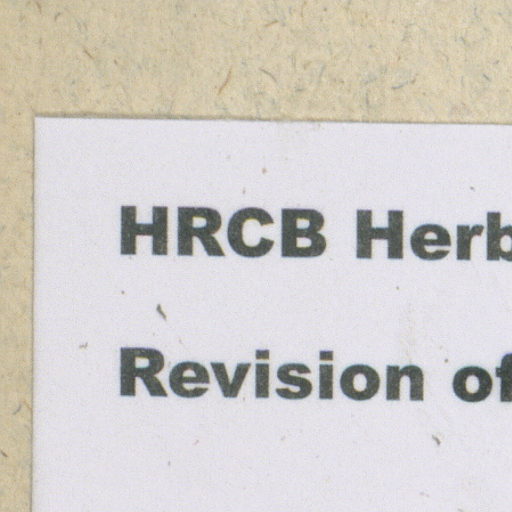 HRCB Herb
Revision of